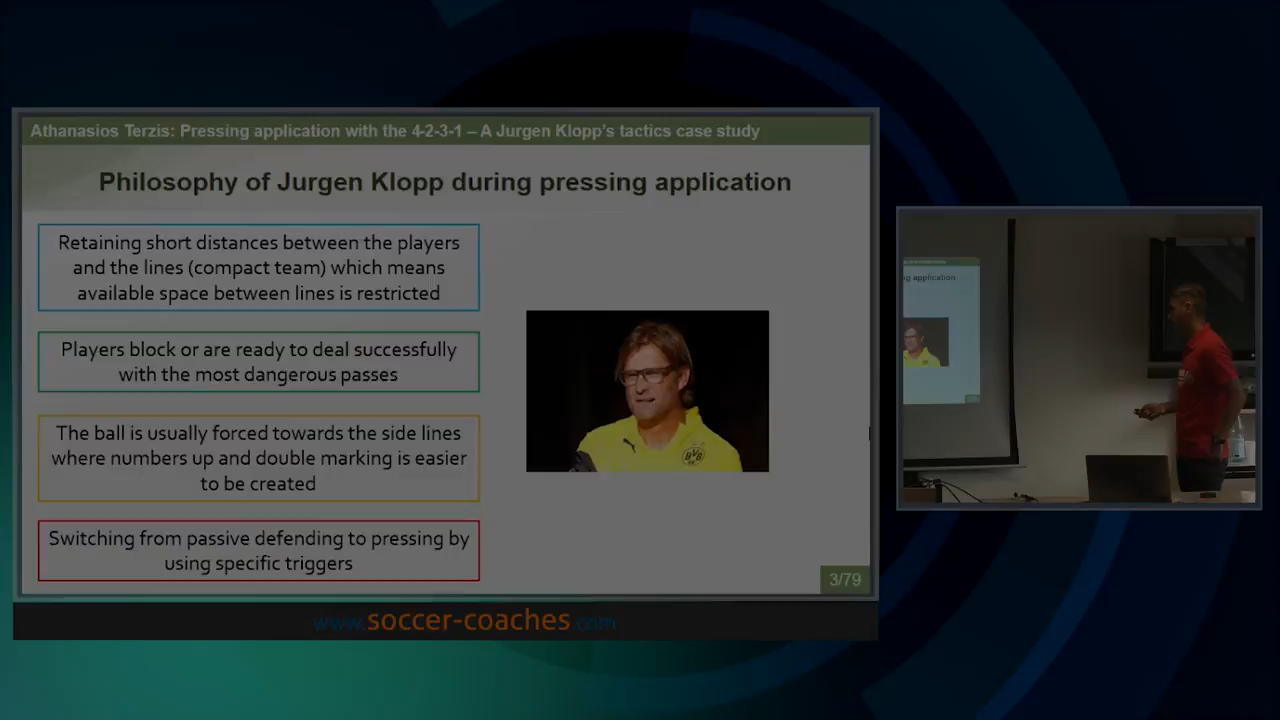 Athanasios Terzis: Pressing application with the 4-2-3-1 – A Jurgen Klopp's tactics case study
Philosophy of Jurgen Klopp during pressing application
Retaining short distances between the players
and the lines (compact team) which means
available space between lines is restricted
Players block or are ready to deal successfully
with the most dangerous passes
The ball is usually forced towards the side lines
where numbers up and double marking is easier
to be created
Switching from passive defending to pressing by
using specific triggers
BVB
09
3/79
www.soccer-coaches.com
ng application